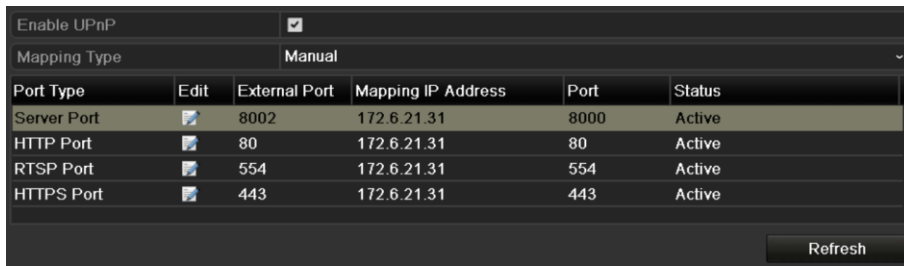 Enable UPnP
Mapping Type Manual
Port Type Edit External Port Mapping IP Address Port Status
Server Port 8002 172.6.21.31 8000 Active
HTTP Port 80 172.6.21.31 80 Active
RTSP Port 554 172.6.21.31 554 Active
HTTPS Port 443 172.6.21.31 443 Active
Refresh